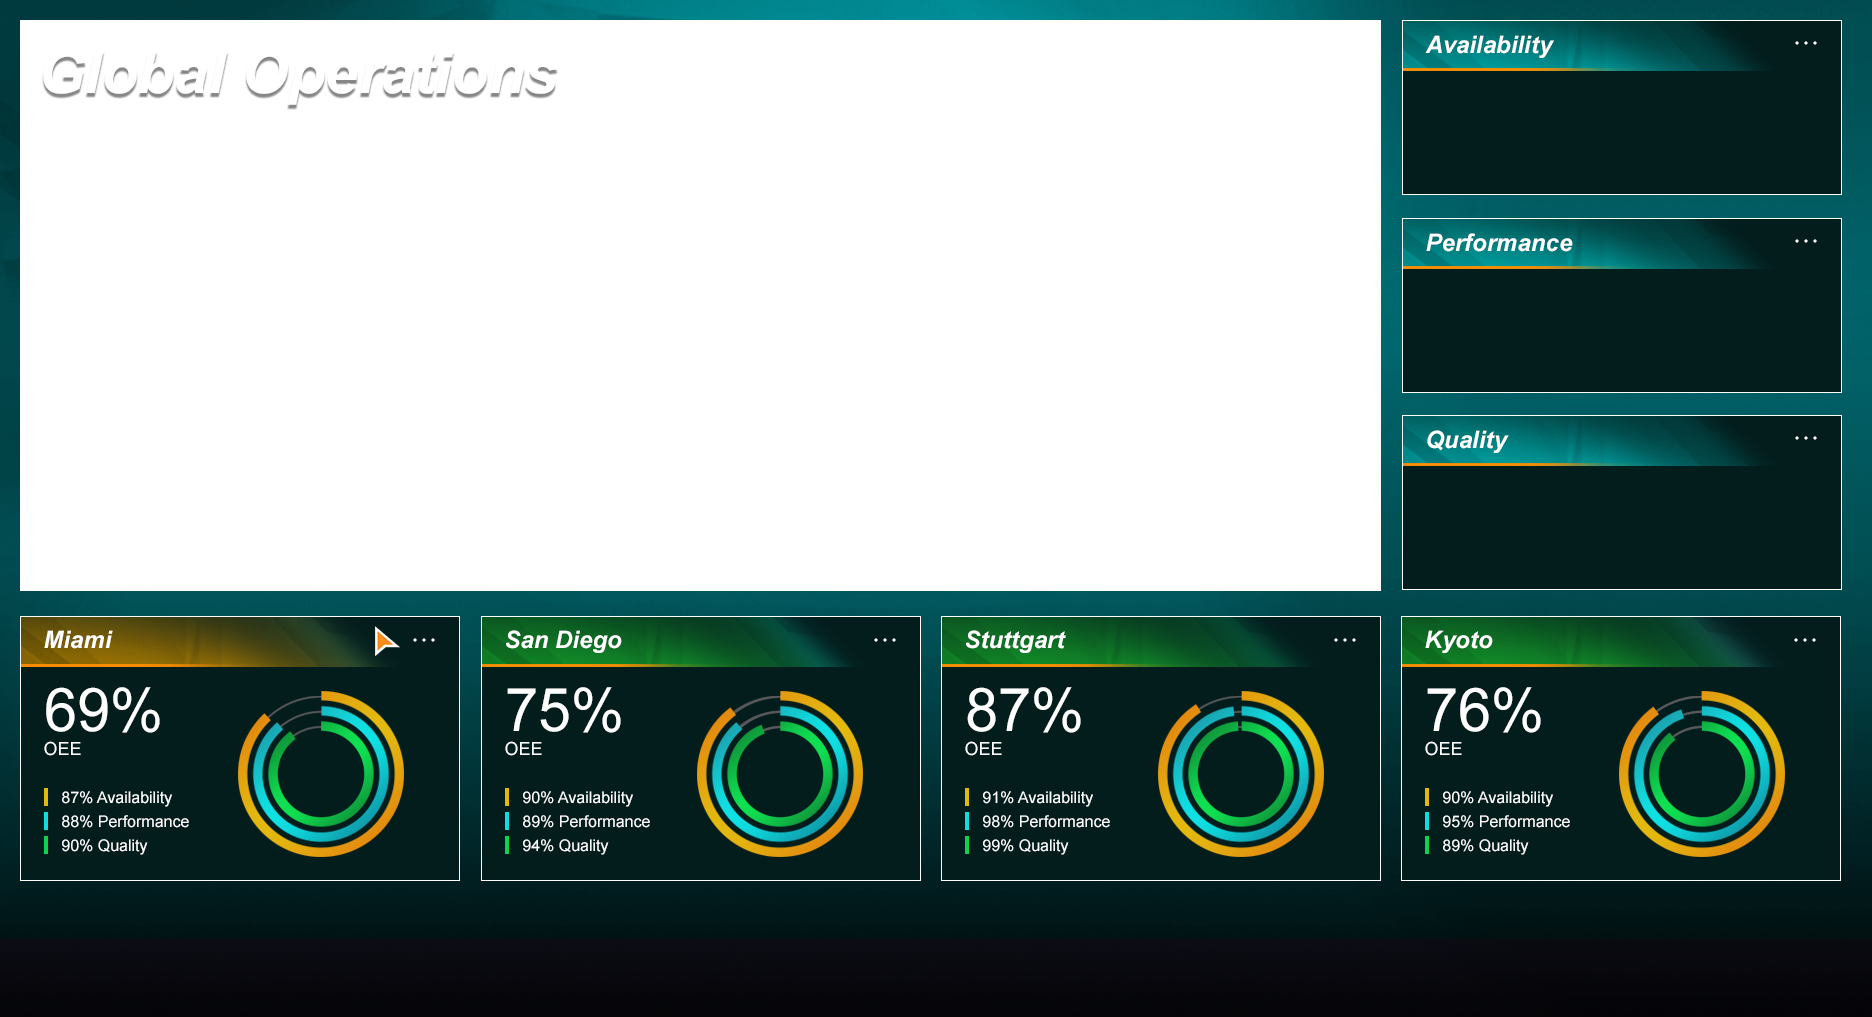 Global Operations
Availability
Performance
Quality
Miami
69%
OEE
87% Availability
88% Performance
90% Quality
San Diego
75%
OEE
90% Availability
89% Performance
94% Quality
Stuttgart
87%
OEE
91% Availability
98% Performance
99% Quality
Kyoto
76%
OEE
90% Availability
95% Performance
89% Quality